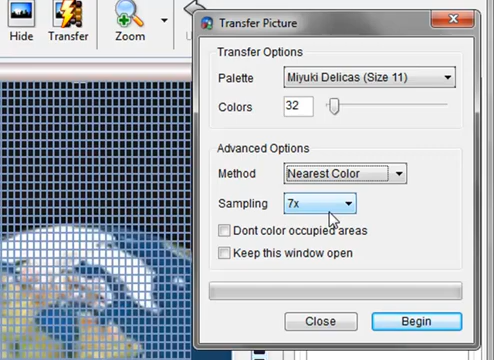 Hide Transfer Zoom
Transfer Picture
Transfer Options
Palette Miyuki Delicas (Size 11)
Colors 32
Advanced Options
Method Nearest Color
Sampling 7x
Dont color occupied areas
Keep this window open
Close Begin